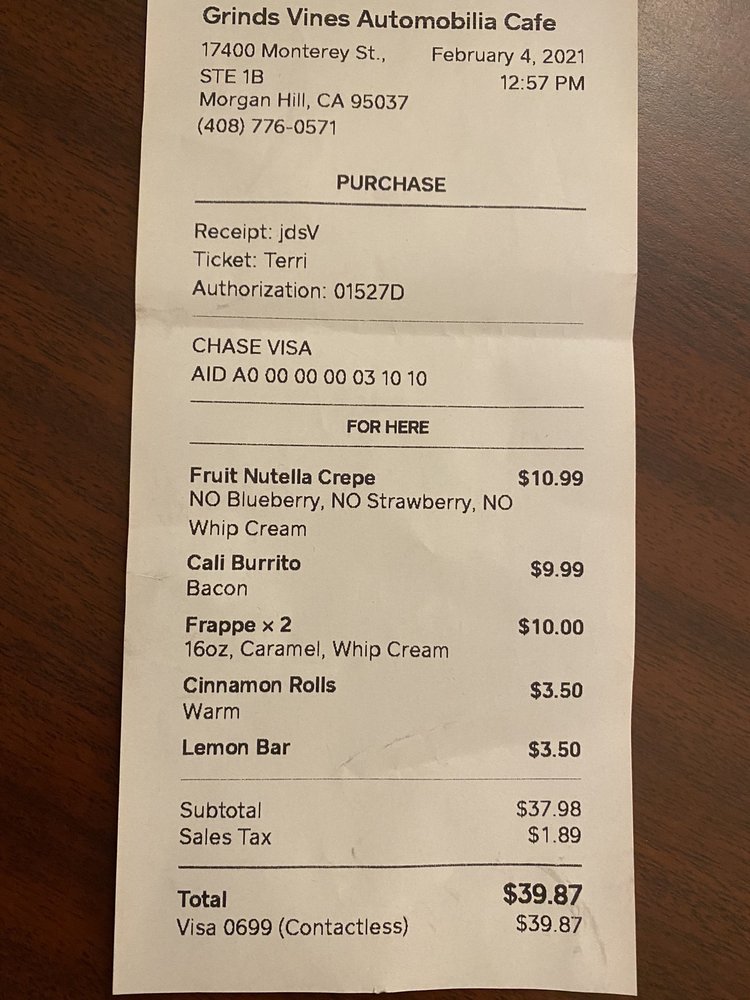 Grinds Vines Automobilia Cafe
17400 Monterey St., February 4, 2021
STE 1B 12:57 PM
Morgan Hill, CA 95037
(408) 776-0571
PURCHASE
Receipt: jdsV
Ticket: Terri
Authorization: 01527D
CHASE VISA
AID A0 00 00 00 03 10 10
FOR HERE
Fruit Nutella Crepe $10.99
NO Blueberry, NO Strawberry, NO
Whip Cream
Cali Burrito $9.99
Bacon
Frappe × 2 $10.00
16oz, Caramel, Whip Cream
Cinnamon Rolls $3.50
Warm
Lemon Bar $3.50
Subtotal $37.98
Sales Tax $1.89
Total $39.87
Visa 0699 (Contactless) $39.87